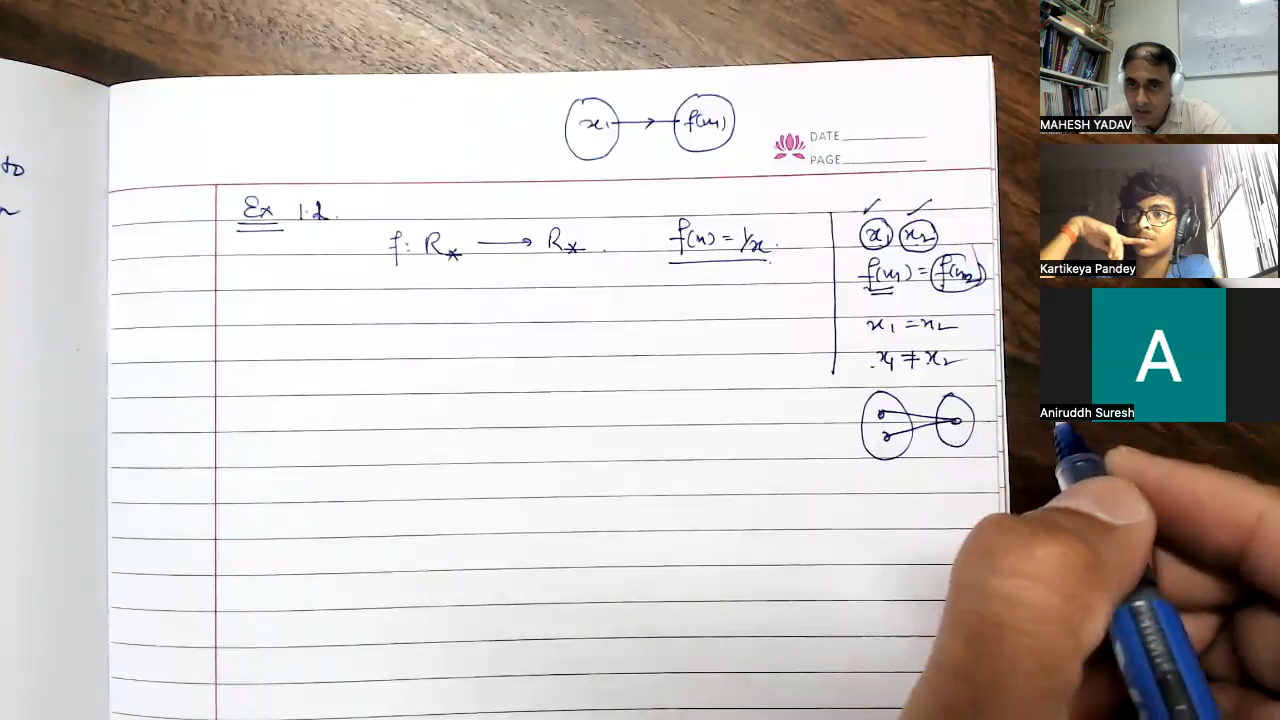 x₁ → f(x₁)
DATE
PAGE
to
Ex 1.2.
f: R* → R*. f(x) = 1/x.
x₁ x₂
f(x₁) = f(x₂)
x₁ = x₂
x₁ ≠ x₂
MAHESH YADAV
Kartikeya Pandey
A
Aniruddh Suresh